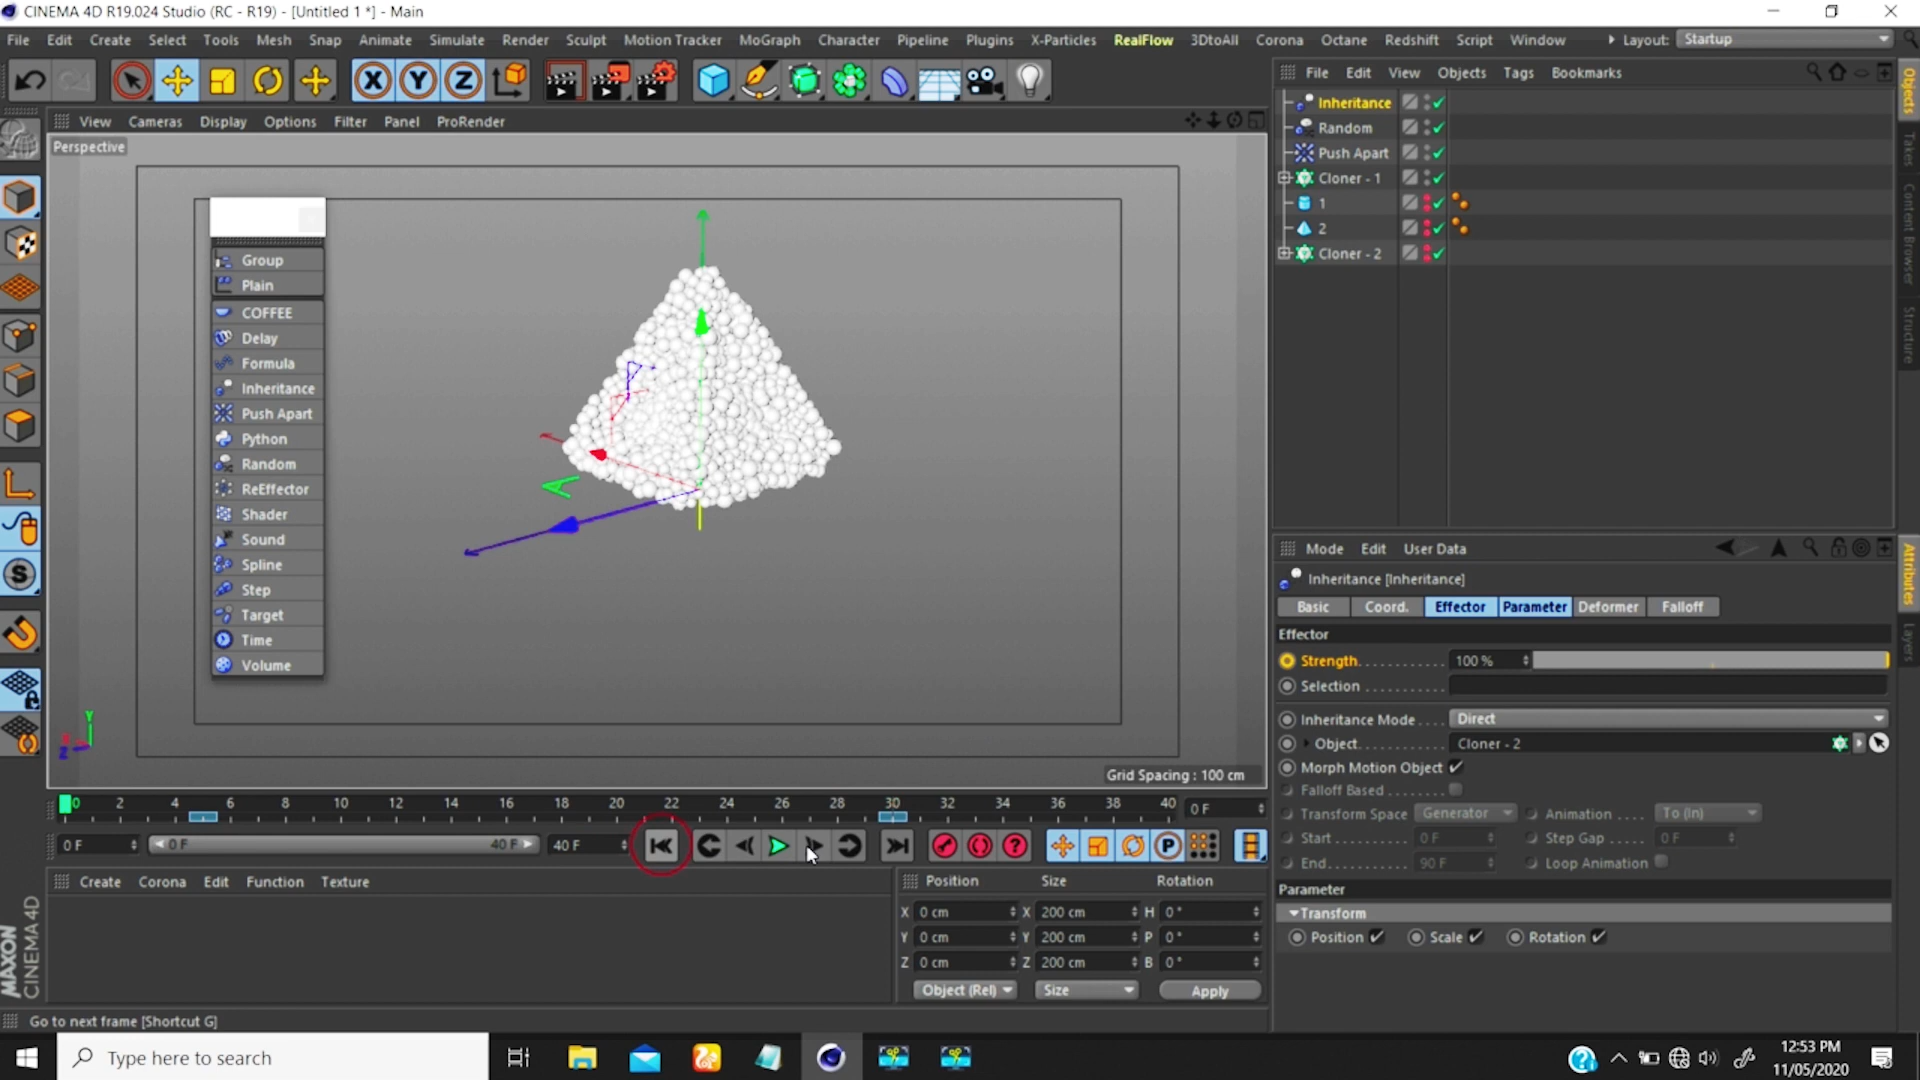 CINEMA 4D R19.024 Studio (RC - R19) - [Untitled 1 *] - Main
File Edit Create Select Tools Mesh Snap Animate Simulate Render Sculpt Motion Tracker MoGraph Character Pipeline Plugins X-Particles RealFlow 3DtoAll Corona Octane Redshift Script Window Layout: Startup
X Y Z
View Cameras Display Options Filter Panel ProRender
Perspective
Group
Plain
COFFEE
Delay
Formula
Inheritance
Push Apart
Python
Random
ReEffector
Shader
Sound
Spline
Step
Target
Time
Volume
Y
X
Z
Grid Spacing : 100 cm
0 2 4 6 8 10 12 14 16 18 20 22 24 26 28 30 32 34 36 38 40 0 F
0 F 0 F 40 F 40 F
Create Corona Edit Function Texture
Position Size Rotation
X 0 cm X 200 cm H 0 °
Y 0 cm Y 200 cm P 0 °
Z 0 cm Z 200 cm B 0 °
Object (Rel) Size Apply
MAXON CINEMA 4D
Go to next frame [Shortcut G]
File Edit View Objects Tags Bookmarks
Inheritance
Random
Push Apart
Cloner - 1
1
2
Cloner - 2
Objects
Takes
Content Browser
Structure
Mode Edit User Data
Inheritance [Inheritance]
Basic Coord. Effector Parameter Deformer Falloff
Effector
Strength 100 %
Selection
Inheritance Mode Direct
Object Cloner - 2
Morph Motion Object
Falloff Based
Transform Space Generator Animation To (In)
Start 0 F Step Gap 0 F
End 90 F Loop Animation
Parameter
Transform
Position Scale Rotation
Attributes
Layers
Type here to search
12:53 PM
11/05/2020